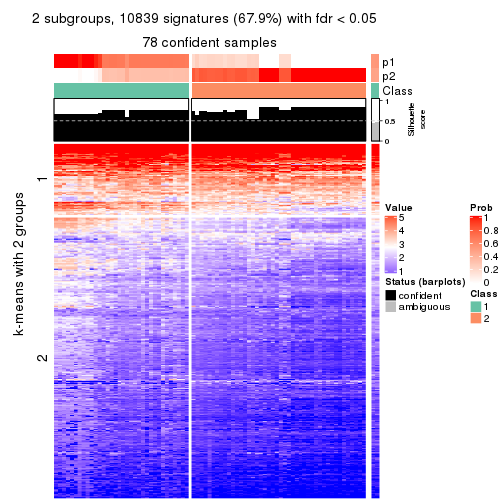 2 subgroups, 10839 signatures (67.9%) with fdr < 0.05
78 confident samples
p1
p2
Class
1
0.5
0
Silhouette
score
k-means with 2 groups
1
2
Value
5
4
3
2
1
Status (barplots)
confident
ambiguous
Prob
1
0.8
0.6
0.4
0.2
0
Class
1
2